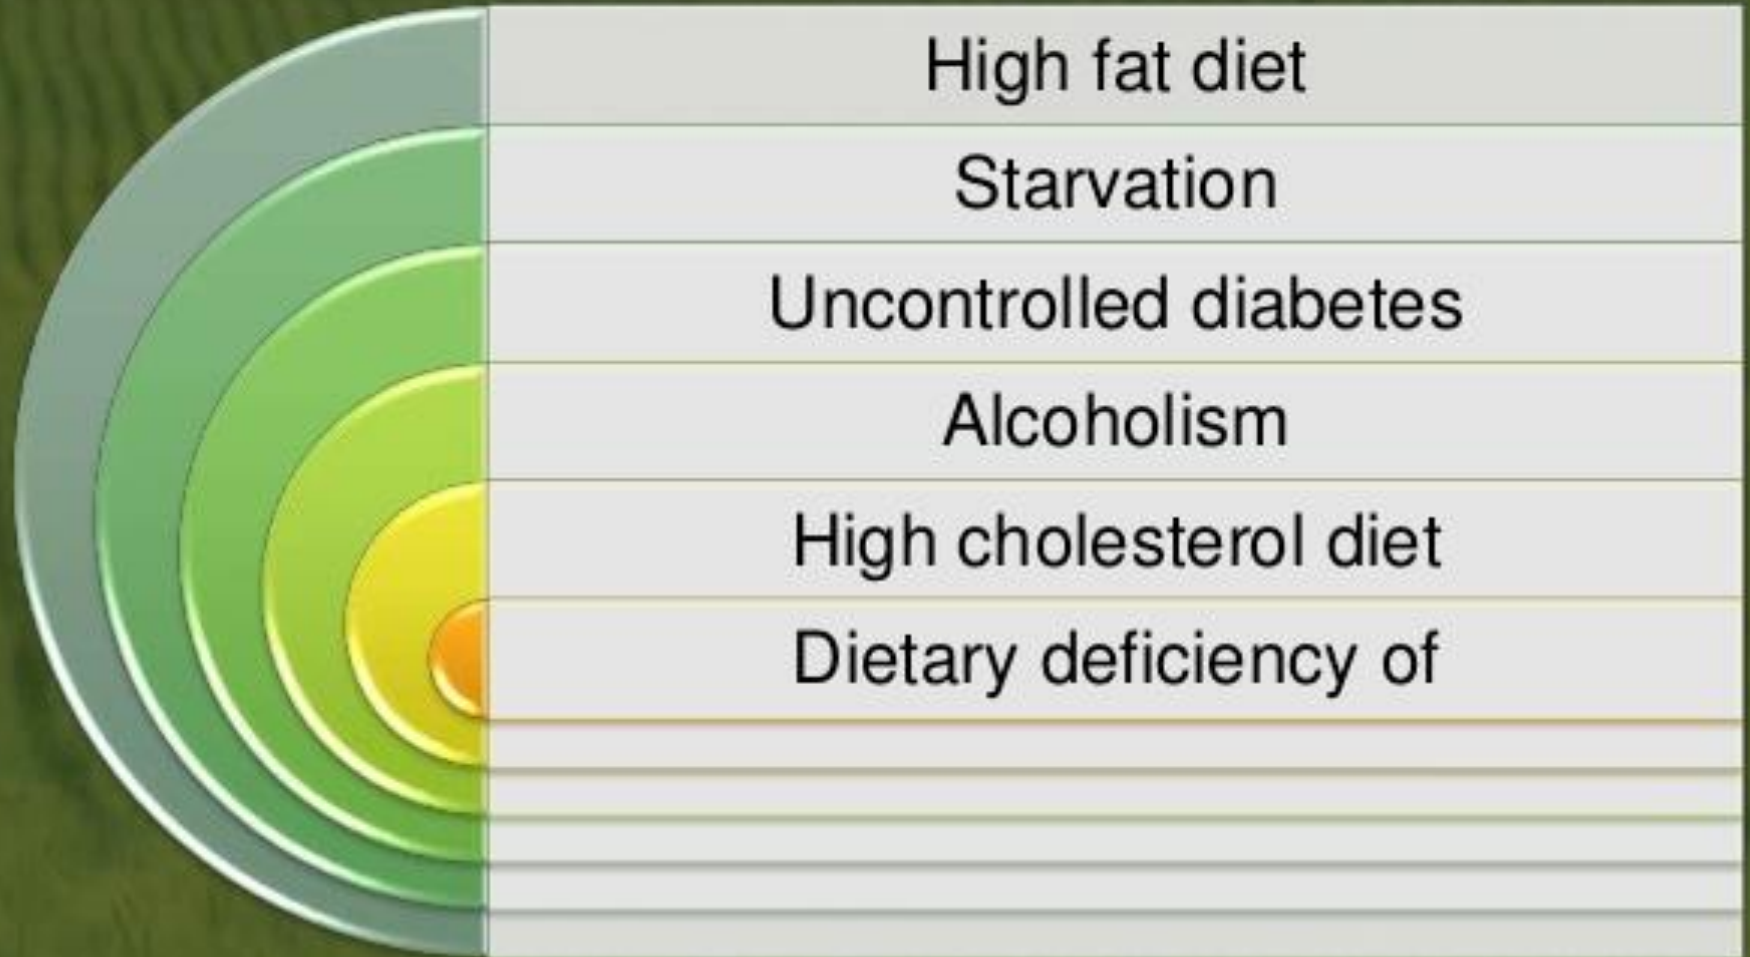 High fat diet
Starvation
Uncontrolled diabetes
Alcoholism
High cholesterol diet
Dietary deficiency of